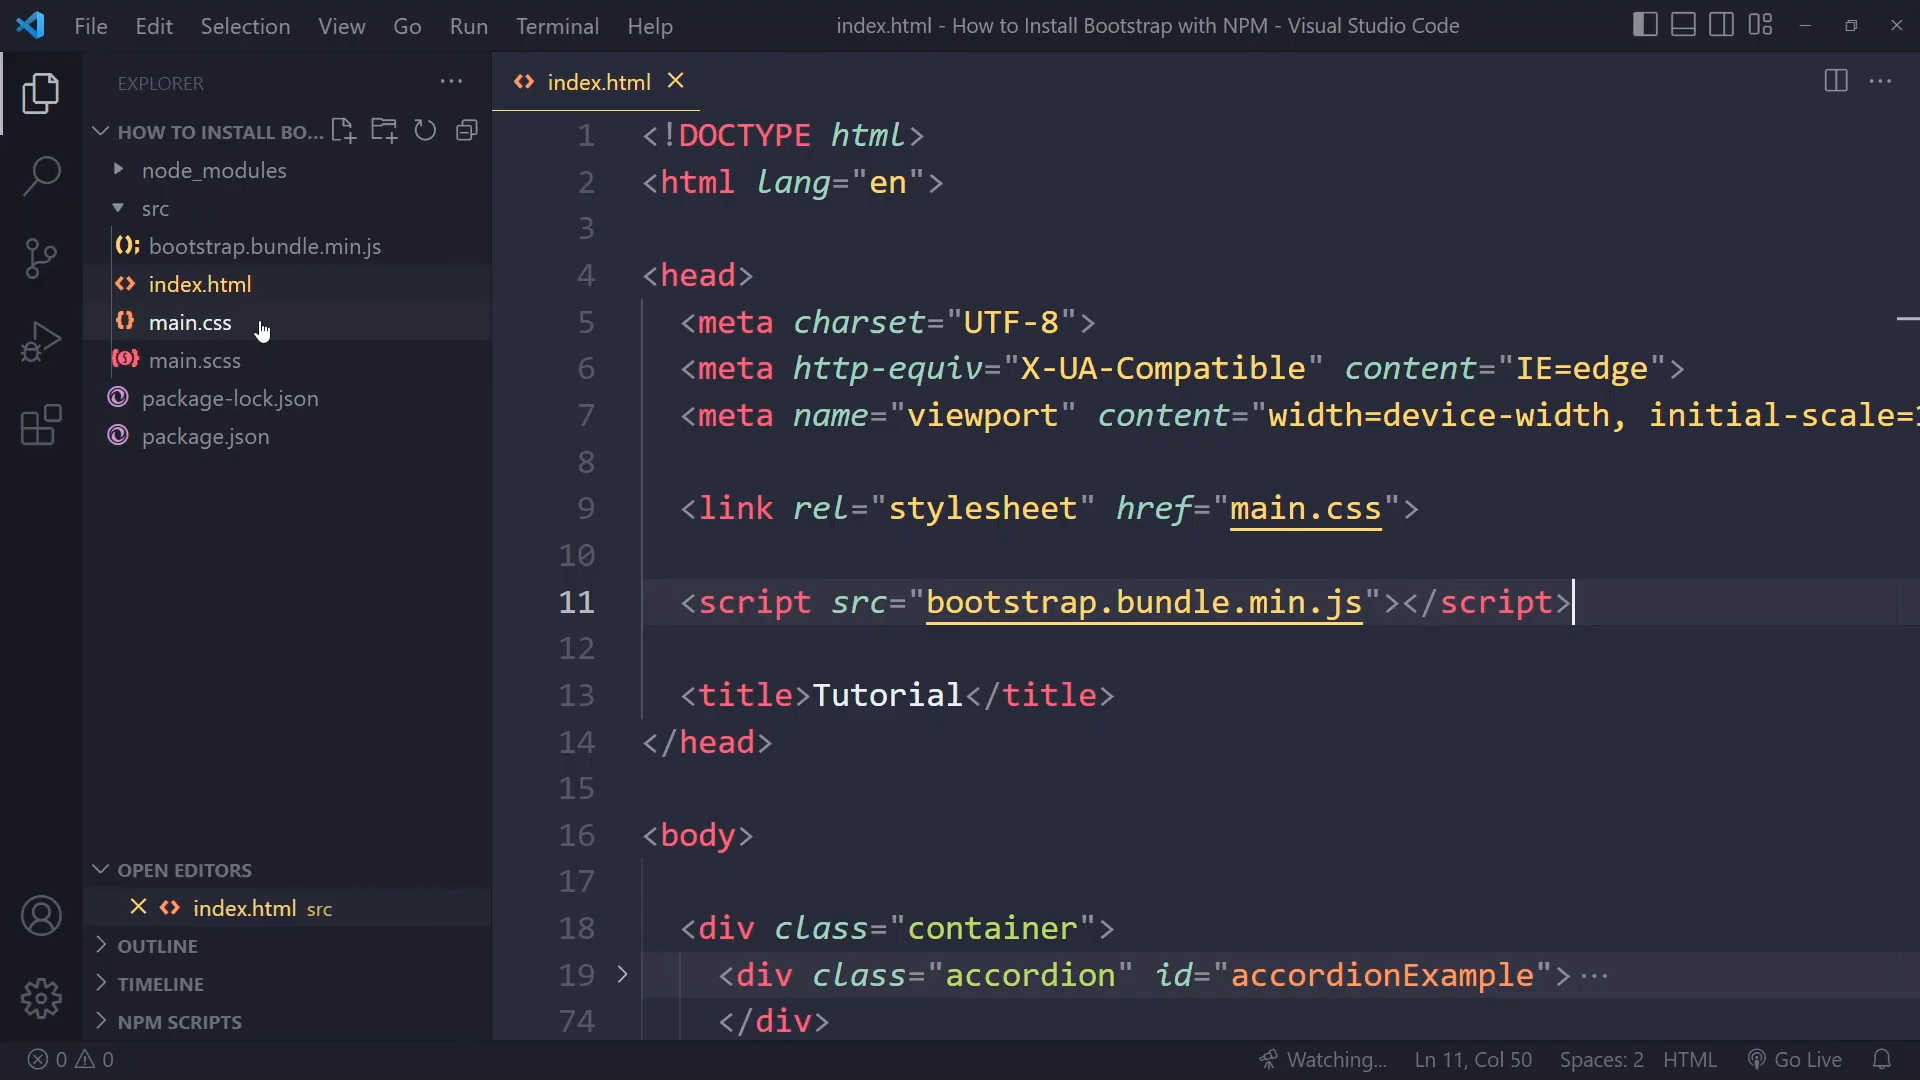 File Edit Selection View Go Run Terminal Help index.html - How to Install Bootstrap with NPM - Visual Studio Code
EXPLORER
HOW TO INSTALL BO...
node_modules
src
bootstrap.bundle.min.js
index.html
main.css
main.scss
package-lock.json
package.json
OPEN EDITORS
index.html src
OUTLINE
TIMELINE
NPM SCRIPTS
index.html
1 <!DOCTYPE html>
2 <html lang="en">
3
4 <head>
5 <meta charset="UTF-8">
6 <meta http-equiv="X-UA-Compatible" content="IE=edge">
7 <meta name="viewport" content="width=device-width, initial-scale=1
8
9 <link rel="stylesheet" href="main.css">
10
11 <script src="bootstrap.bundle.min.js"></script>
12
13 <title>Tutorial</title>
14 </head>
15
16 <body>
17
18 <div class="container">
19 <div class="accordion" id="accordionExample">...
74 </div>
0 0 Watching... Ln 11, Col 50 Spaces: 2 HTML Go Live